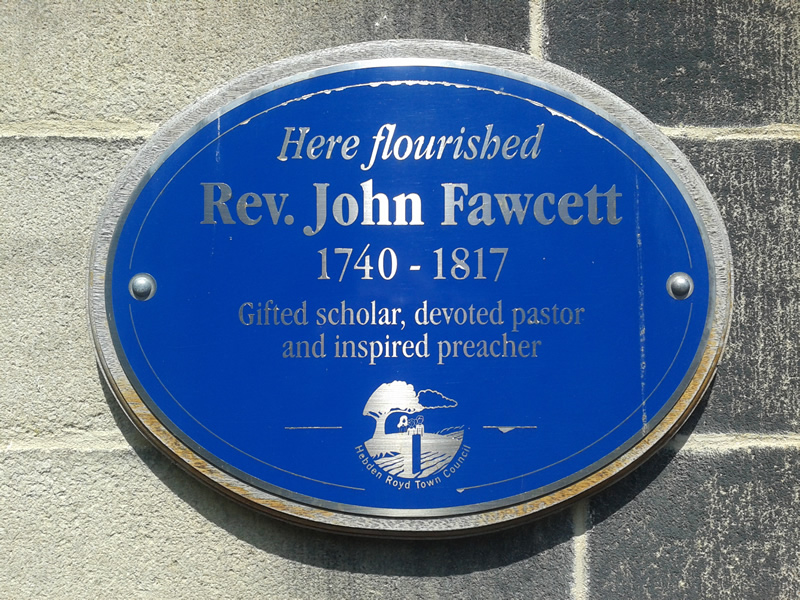 Here flourished
Rev. John Fawcett
1740 - 1817
Gifted scholar, devoted pastor
and inspired preacher
Hebden Royd Town Council